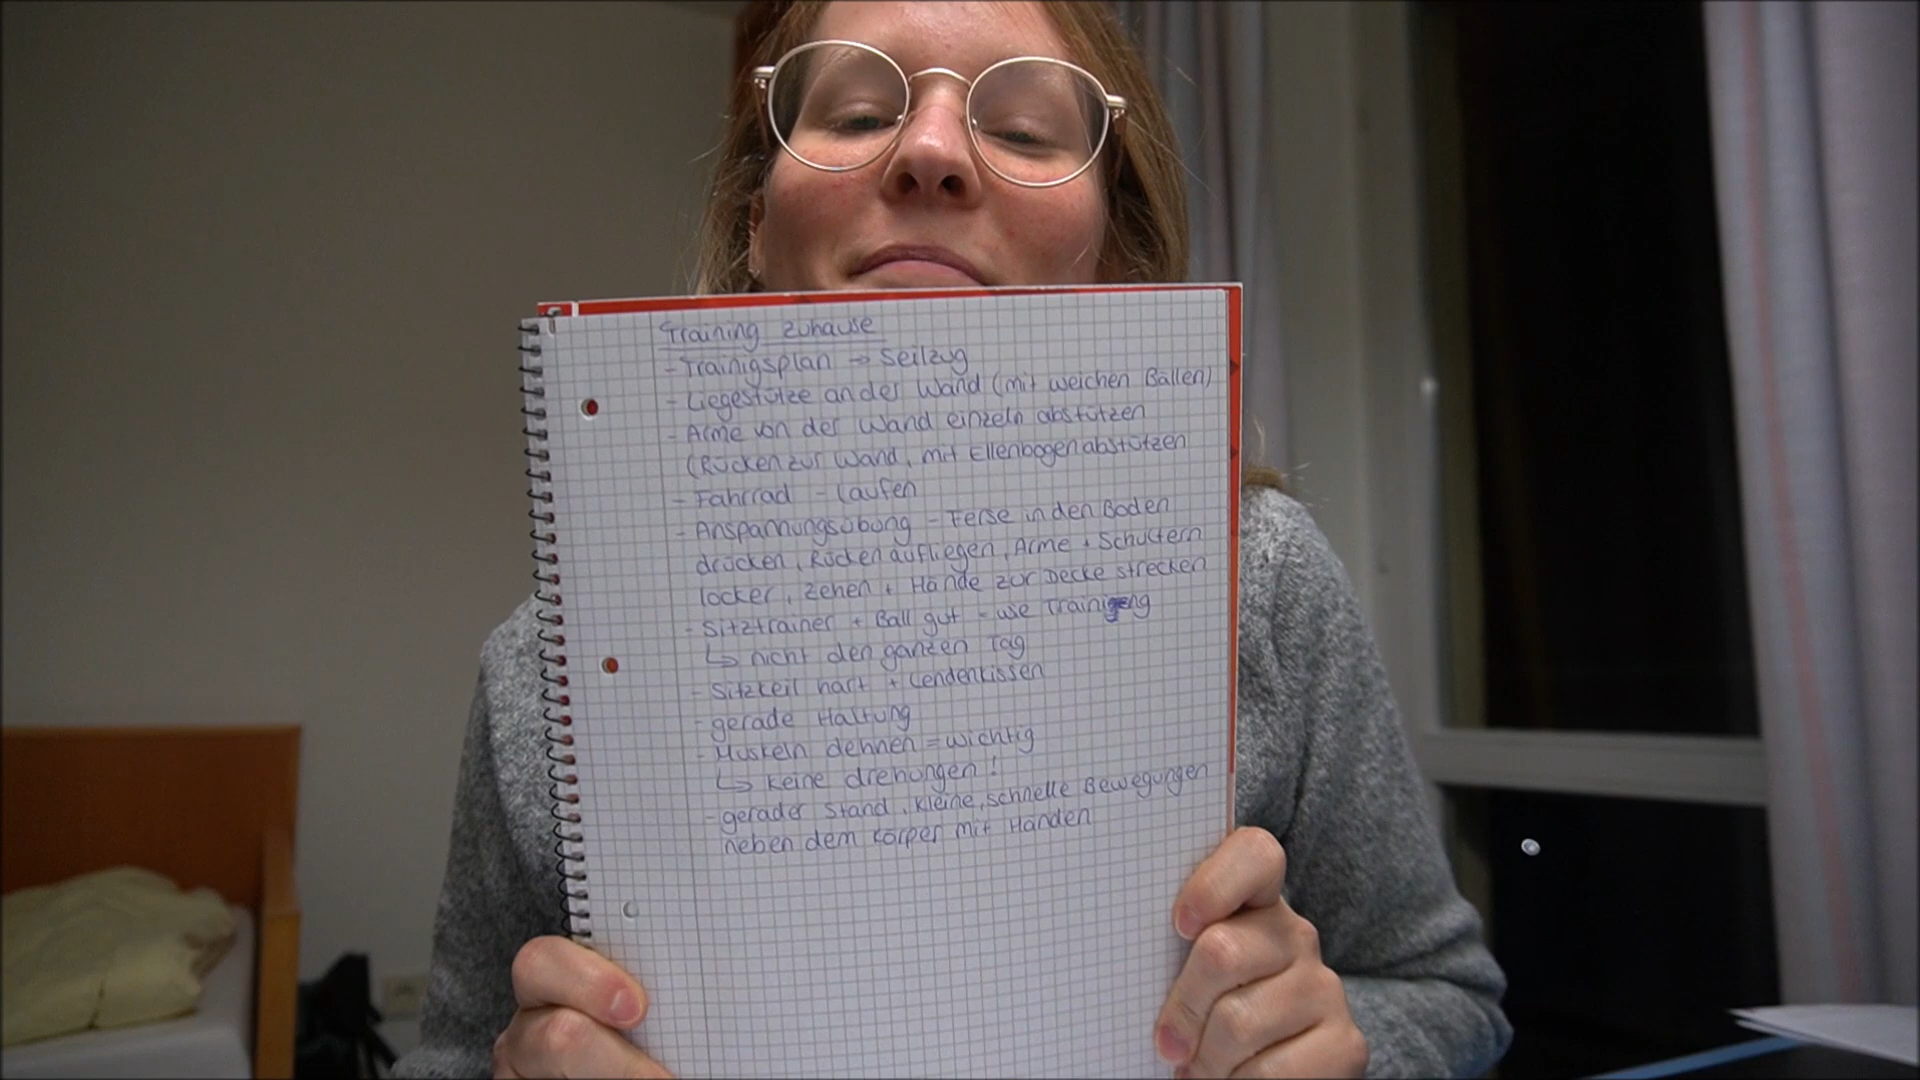 Training zuhause
- Trainigsplan → Seilzug
- Liegestütze an der Wand (mit weichen Bällen)
- Arme von der Wand einzeln abstützen
(Rücken zur Wand, mit Ellenbogen abstützen
- Fahrrad - laufen
- Anspannungsübung - Ferse in den Boden
drücken, Rücken aufliegen, Arme + Schultern
locker, Zehen + Hände zur Decke strecken
- Sitztrainer + Ball gut - wie Training
↳ nicht den ganzen Tag
- Sitzkeil hart + Lendenkissen
- gerade Haltung
- Muskeln dehnen = wichtig
↳ keine drehungen!
- gerader Stand, kleine, schnelle Bewegungen
neben dem Körper mit Händen